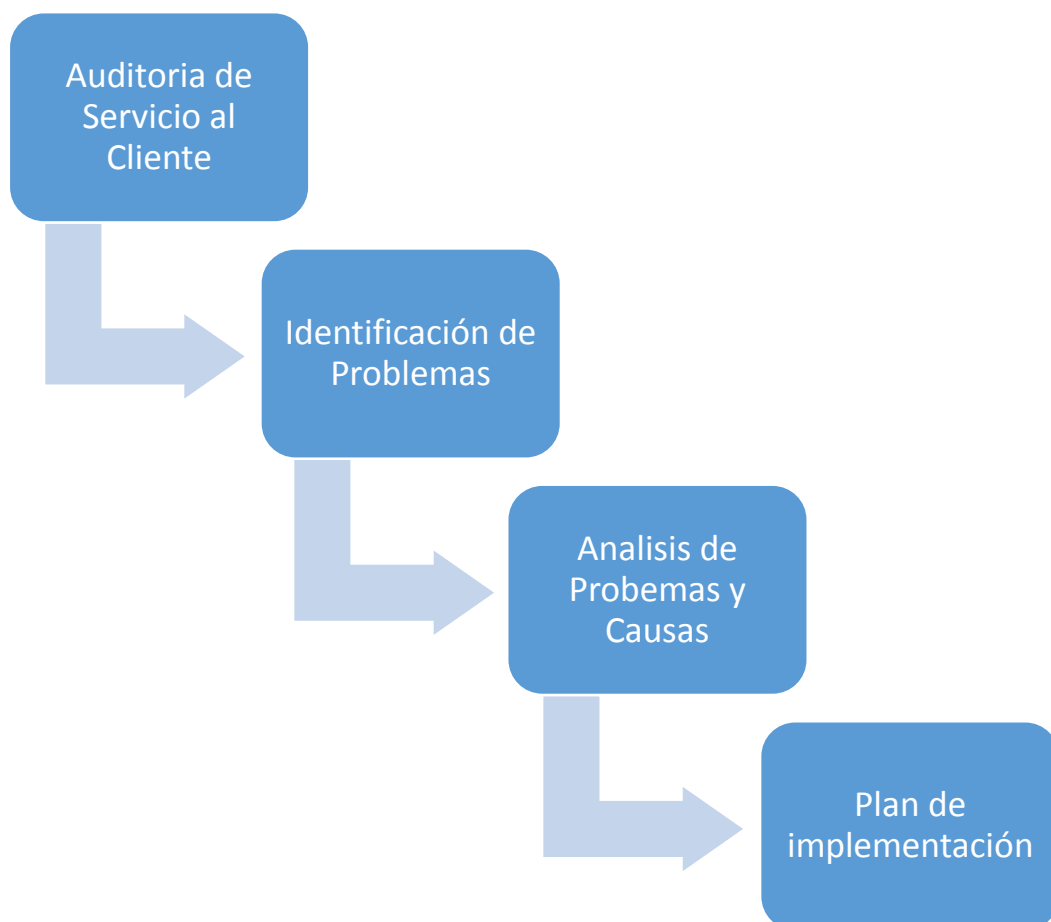 Auditoria de
Servicio al
Cliente
Identificación de
Problemas
Analisis de
Probemas y
Causas
Plan de
implementación